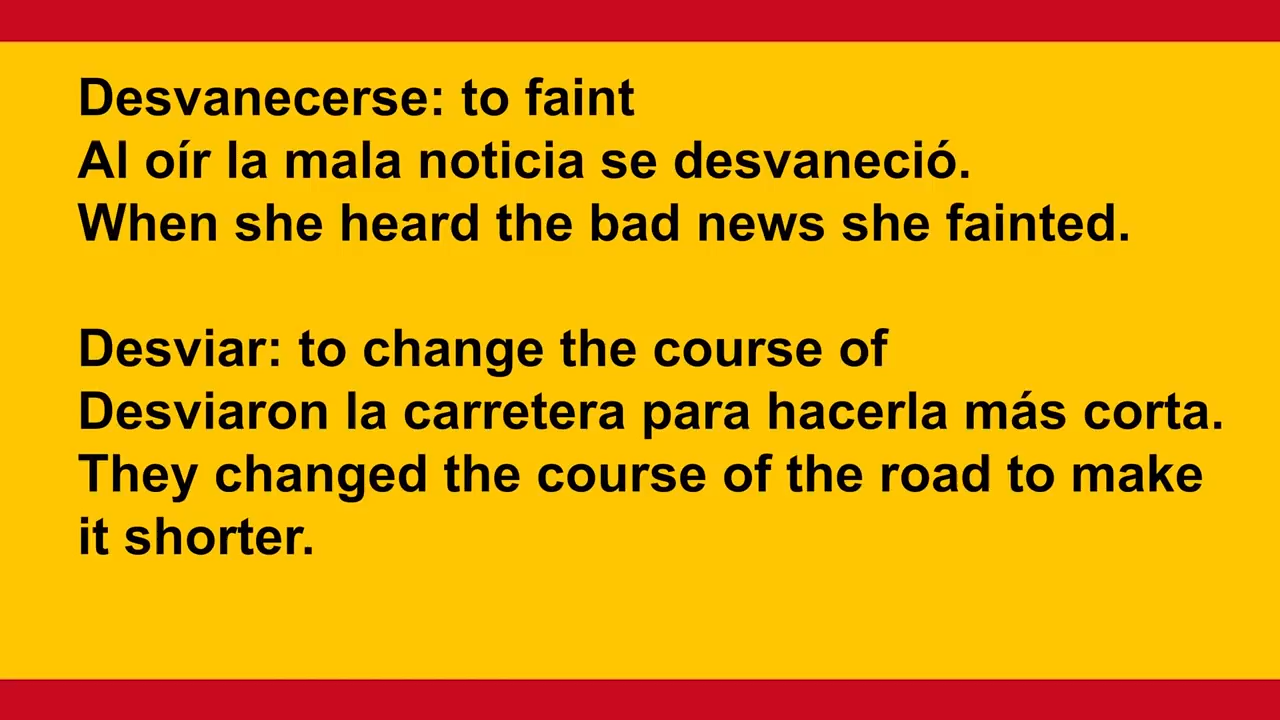 Desvanecerse: to faint
Al oír la mala noticia se desvaneció.
When she heard the bad news she fainted.
Desviar: to change the course of
Desviaron la carretera para hacerla más corta.
They changed the course of the road to make
it shorter.